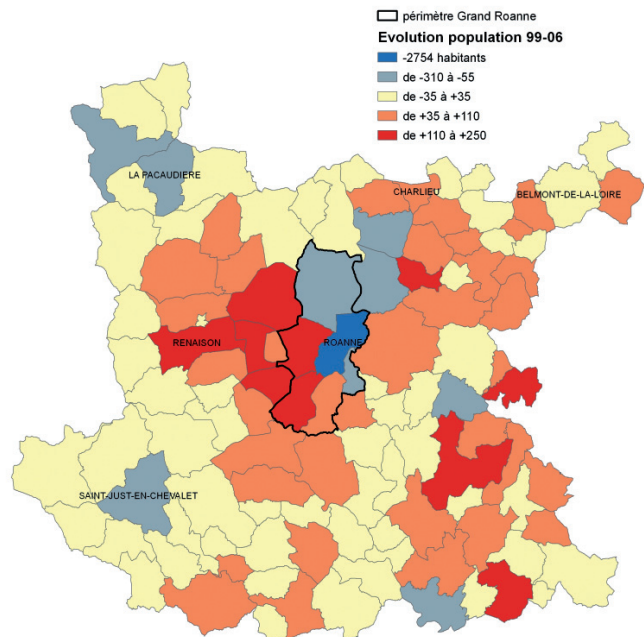 périmètre Grand Roanne
Evolution population 99-06
-2754 habitants
de -310 à -55
de -35 à +35
de +35 à +110
de +110 à +250
LA PACAUDIERE
CHARLIEU
BELMONT-DE-LA-LOIRE
RENAISON
ROANNE
SAINT-JUST-EN-CHEVALET